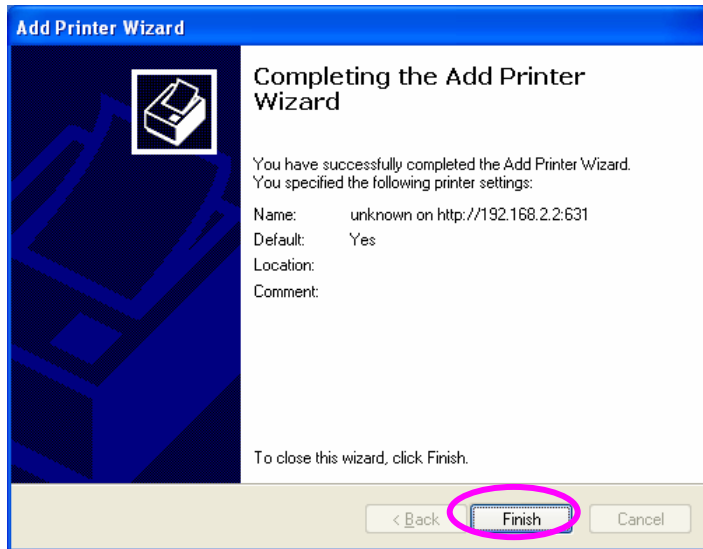 Add Printer Wizard
Completing the Add Printer
Wizard
You have successfully completed the Add Printer Wizard.
You specified the following printer settings:
Name: unknown on http://192.168.2.2:631
Default: Yes
Location:
Comment:
To close this wizard, click Finish.
< Back Finish Cancel